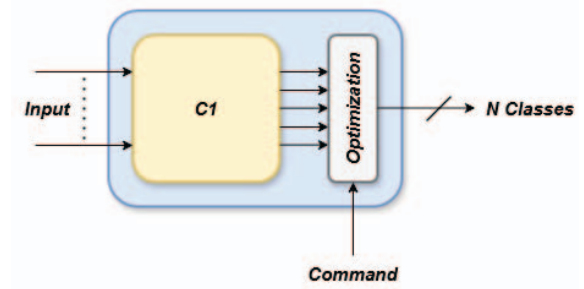 Input
C1
Optimization
N Classes
Command